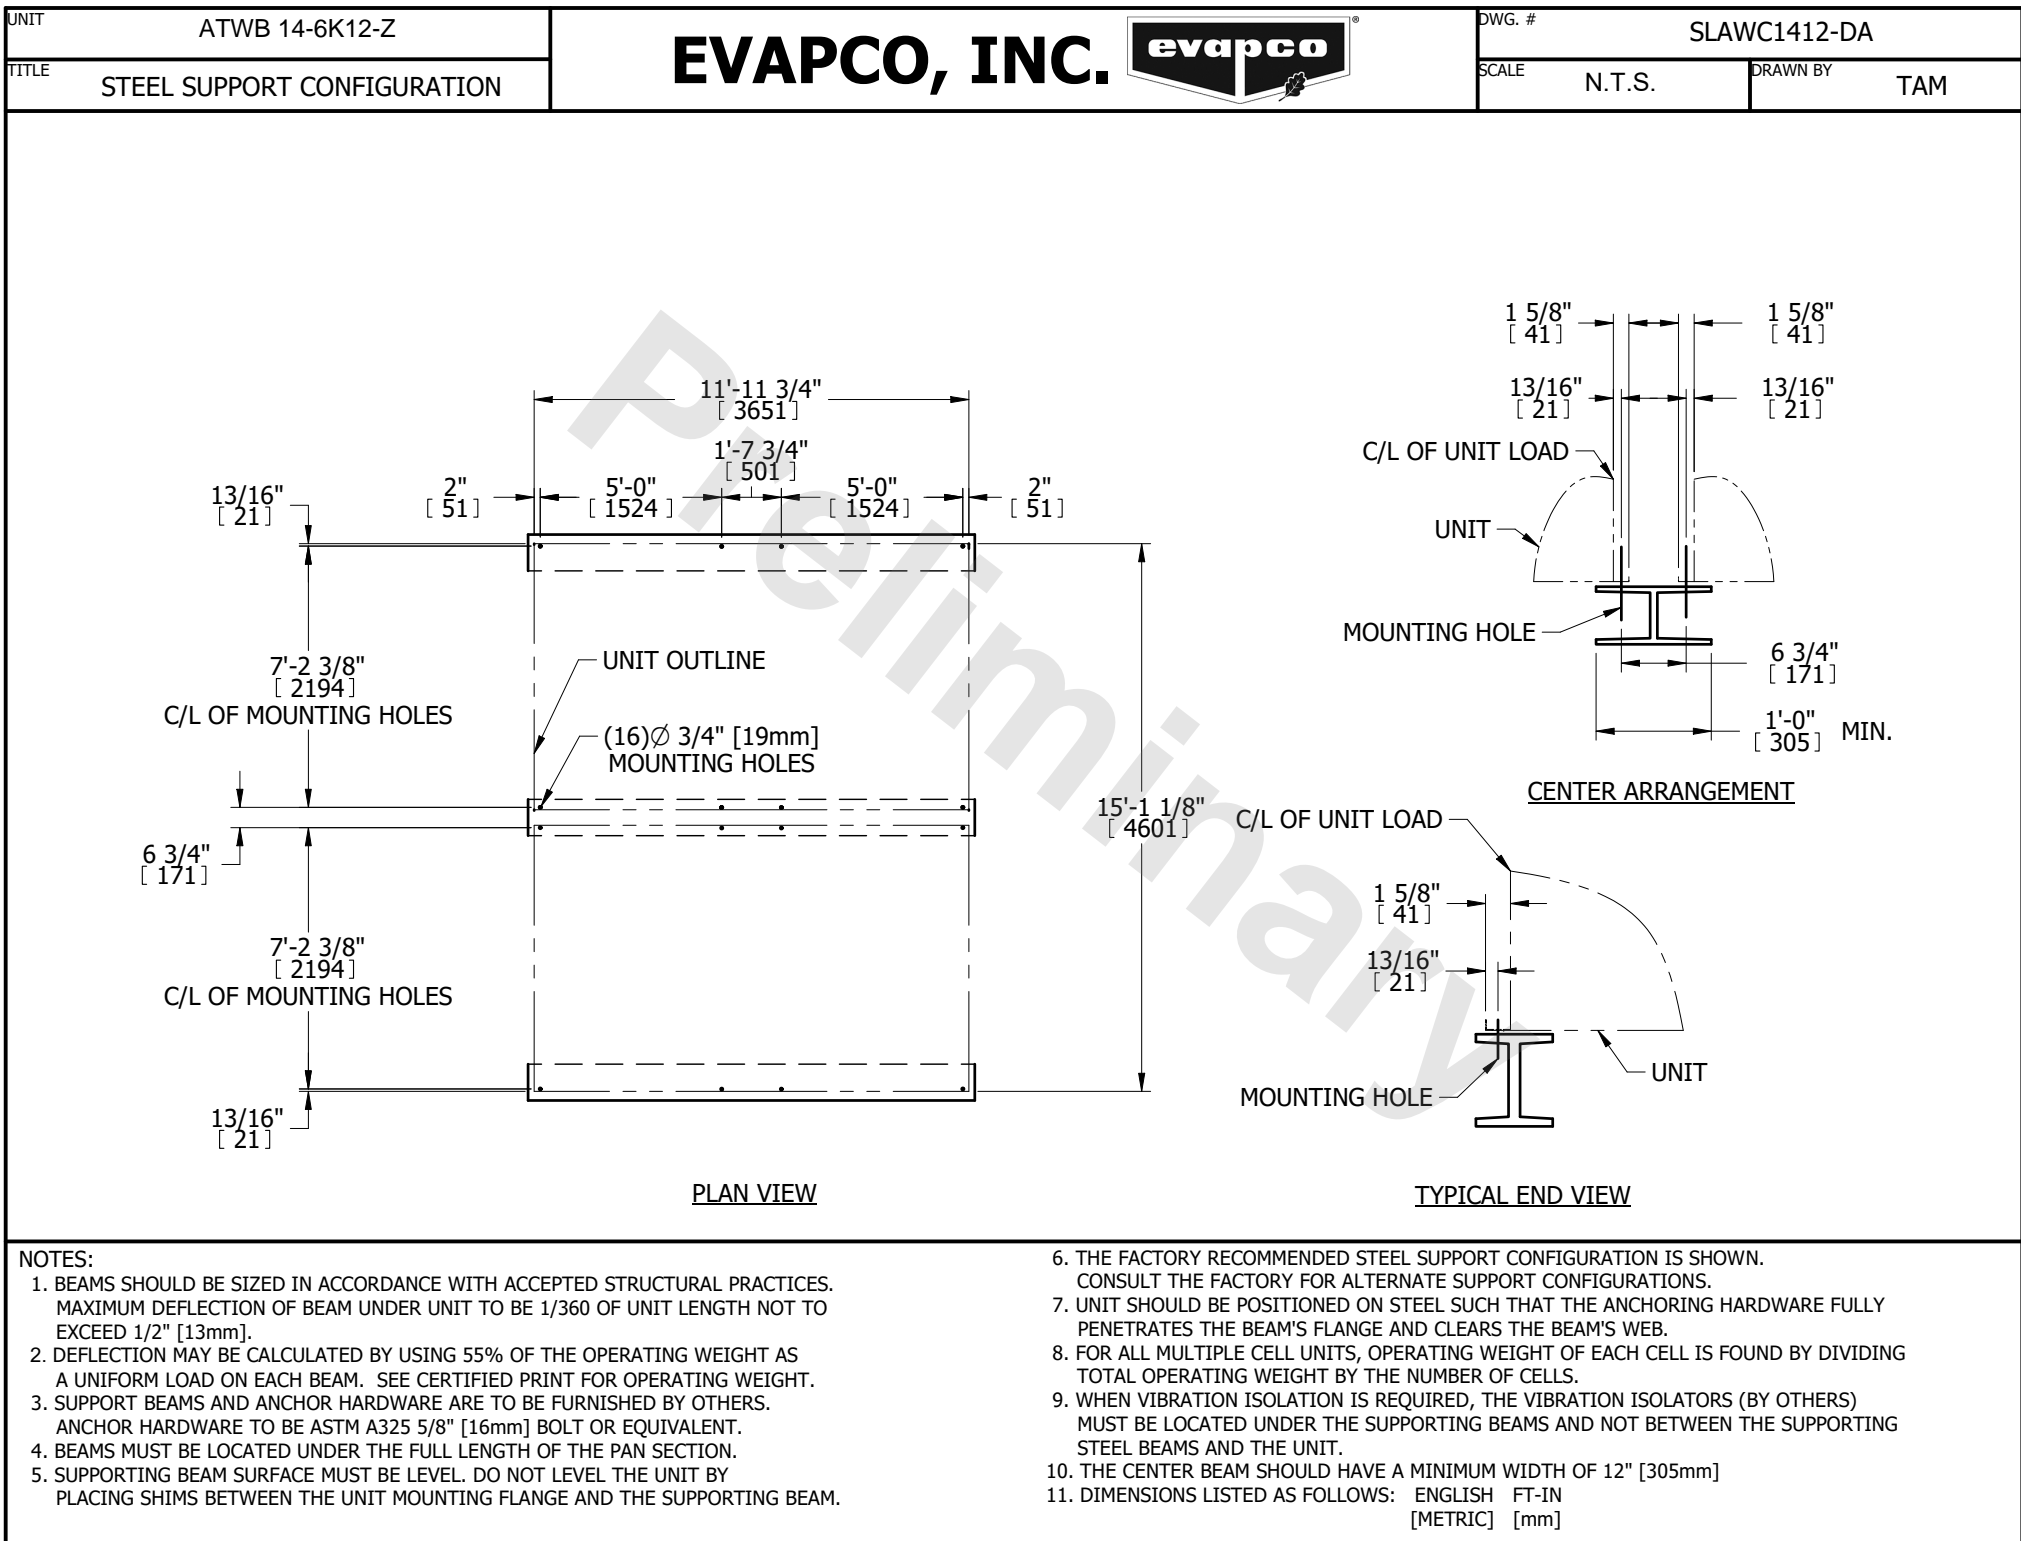 UNIT
ATWB 14-6K12-Z
TITLE
STEEL SUPPORT CONFIGURATION
EVAPCO, INC.
evapco
®
DWG. #
SLAWC1412-DA
SCALE
N.T.S.
DRAWN BY
TAM
Preliminary
11'-11 3/4"
[ 3651]
1'-7 3/4"
[ 501 ]
13/16"
[ 21]
2"
[ 51]
5'-0"
[ 1524 ]
5'-0"
[ 1524]
2"
[ 51]
7'-2 3/8"
[ 2194]
C/L OF MOUNTING HOLES
UNIT OUTLINE
(16)∅ 3/4" [19mm]
MOUNTING HOLES
6 3/4"
[ 171]
15'-1 1/8"
[ 4601]
7'-2 3/8"
[ 2194]
C/L OF MOUNTING HOLES
13/16"
[ 21]
PLAN VIEW
1 5/8"
[ 41]
1 5/8"
[ 41]
13/16"
[ 21]
13/16"
[ 21]
C/L OF UNIT LOAD
UNIT
MOUNTING HOLE
6 3/4"
[ 171]
1'-0"
[ 305] MIN.
CENTER ARRANGEMENT
C/L OF UNIT LOAD
1 5/8"
[ 41]
13/16"
[ 21]
UNIT
MOUNTING HOLE
TYPICAL END VIEW
NOTES:
1. BEAMS SHOULD BE SIZED IN ACCORDANCE WITH ACCEPTED STRUCTURAL PRACTICES.
MAXIMUM DEFLECTION OF BEAM UNDER UNIT TO BE 1/360 OF UNIT LENGTH NOT TO
EXCEED 1/2" [13mm].
2. DEFLECTION MAY BE CALCULATED BY USING 55% OF THE OPERATING WEIGHT AS
A UNIFORM LOAD ON EACH BEAM. SEE CERTIFIED PRINT FOR OPERATING WEIGHT.
3. SUPPORT BEAMS AND ANCHOR HARDWARE ARE TO BE FURNISHED BY OTHERS.
ANCHOR HARDWARE TO BE ASTM A325 5/8" [16mm] BOLT OR EQUIVALENT.
4. BEAMS MUST BE LOCATED UNDER THE FULL LENGTH OF THE PAN SECTION.
5. SUPPORTING BEAM SURFACE MUST BE LEVEL. DO NOT LEVEL THE UNIT BY
PLACING SHIMS BETWEEN THE UNIT MOUNTING FLANGE AND THE SUPPORTING BEAM.
6. THE FACTORY RECOMMENDED STEEL SUPPORT CONFIGURATION IS SHOWN.
CONSULT THE FACTORY FOR ALTERNATE SUPPORT CONFIGURATIONS.
7. UNIT SHOULD BE POSITIONED ON STEEL SUCH THAT THE ANCHORING HARDWARE FULLY
PENETRATES THE BEAM'S FLANGE AND CLEARS THE BEAM'S WEB.
8. FOR ALL MULTIPLE CELL UNITS, OPERATING WEIGHT OF EACH CELL IS FOUND BY DIVIDING
TOTAL OPERATING WEIGHT BY THE NUMBER OF CELLS.
9. WHEN VIBRATION ISOLATION IS REQUIRED, THE VIBRATION ISOLATORS (BY OTHERS)
MUST BE LOCATED UNDER THE SUPPORTING BEAMS AND NOT BETWEEN THE SUPPORTING
STEEL BEAMS AND THE UNIT.
10. THE CENTER BEAM SHOULD HAVE A MINIMUM WIDTH OF 12" [305mm]
11. DIMENSIONS LISTED AS FOLLOWS: ENGLISH FT-IN
[METRIC] [mm]